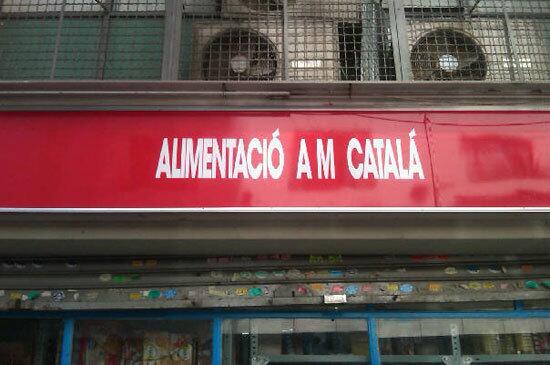 ALIMENTACIÓ A M CATALÁ